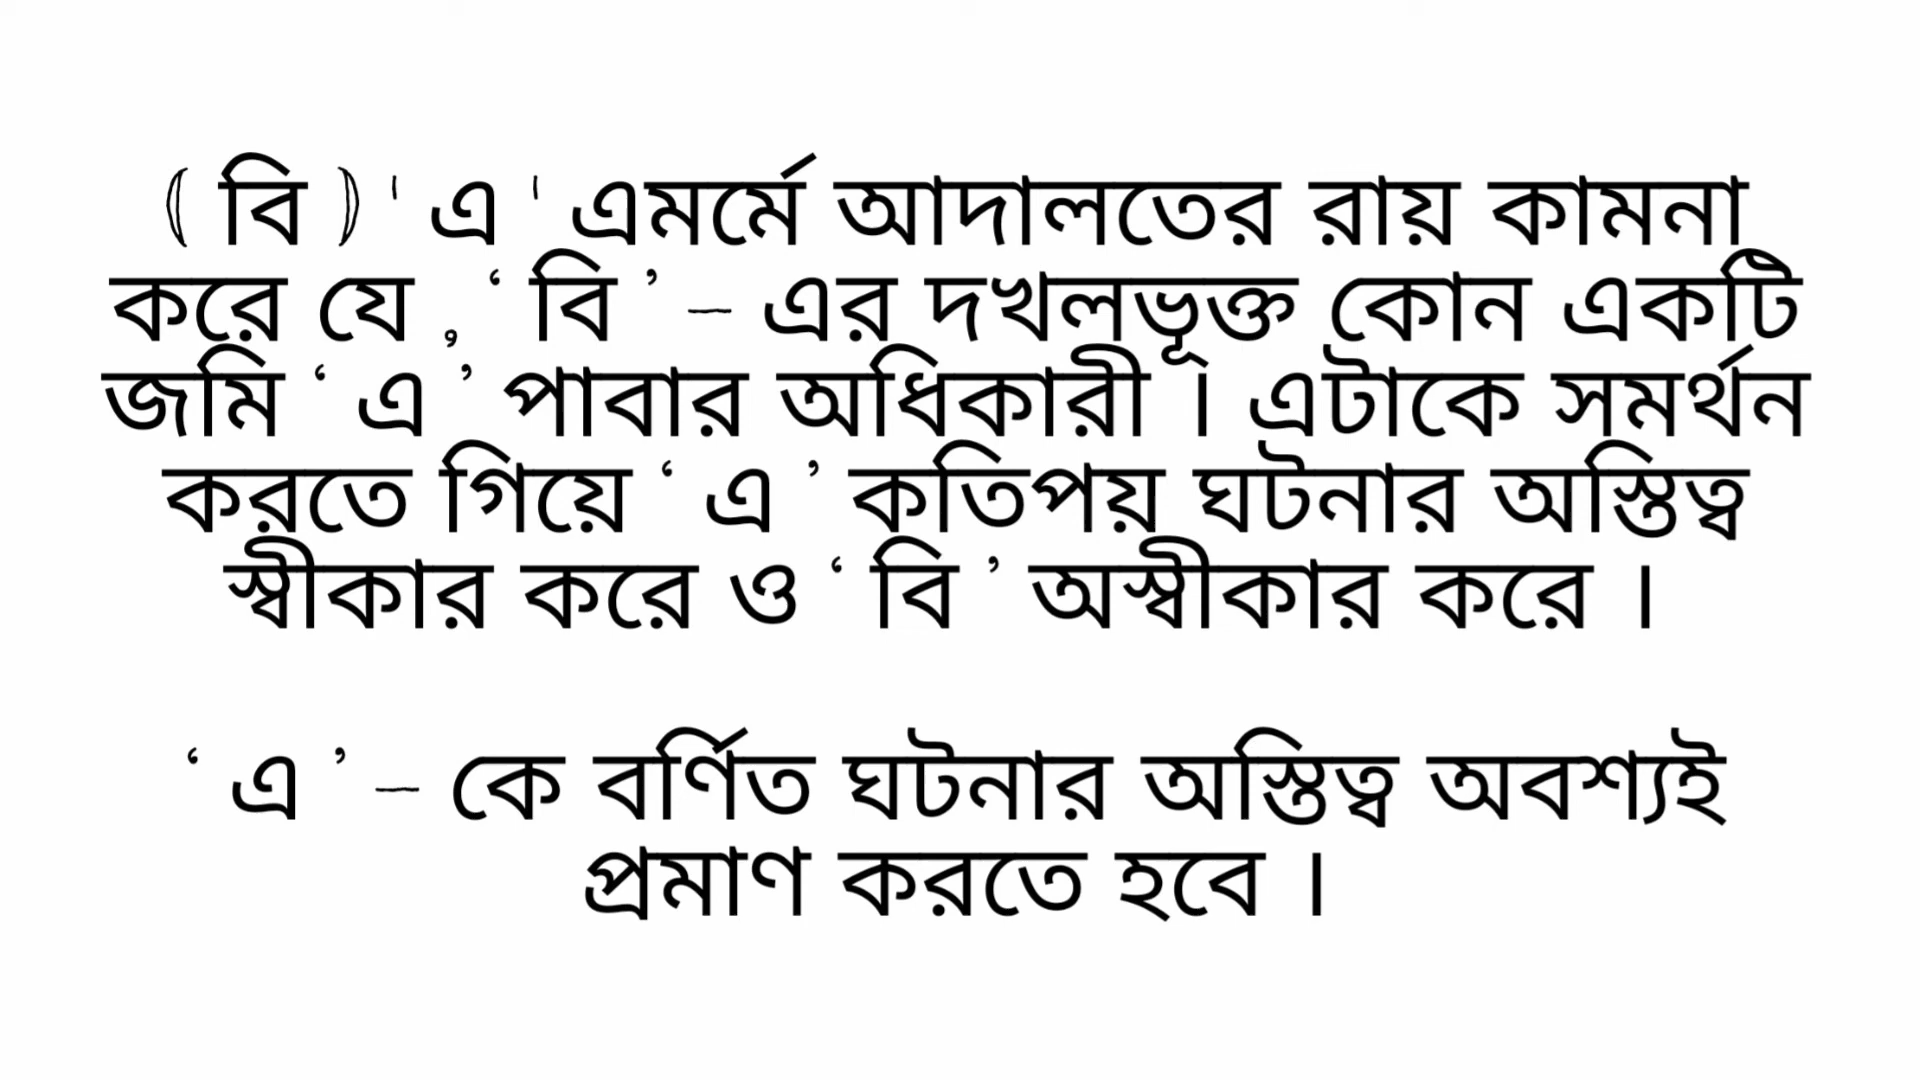 ( বি ) ' এ ' এমর্মে আদালতের রায় কামনা
করে যে , ‘ বি ’ – এর দখলভূক্ত কোন একটি
জমি ‘ এ ’ পাবার অধিকারী । এটাকে সমর্থন
করতে গিয়ে ‘ এ ’ কতিপয় ঘটনার অস্তিত্ব
স্বীকার করে ও ‘ বি ’ অস্বীকার করে ।
‘ এ ’ – কে বর্ণিত ঘটনার অস্তিত্ব অবশ্যই
প্রমাণ করতে হবে ।